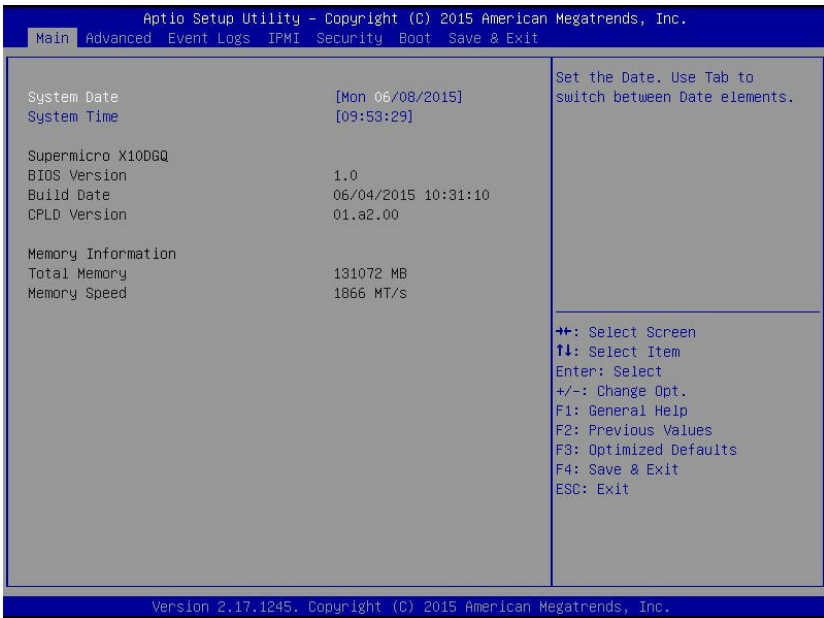 Aptio Setup Utility – Copyright (C) 2015 American Megatrends, Inc.
Main Advanced Event Logs IPMI Security Boot Save & Exit
System Date [Mon 06/08/2015]
System Time [09:53:29]
Supermicro X10DGQ
BIOS Version 1.0
Build Date 06/04/2015 10:31:10
CPLD Version 01.a2.00
Memory Information
Total Memory 131072 MB
Memory Speed 1866 MT/s
Set the Date. Use Tab to
switch between Date elements.
→←: Select Screen
↑↓: Select Item
Enter: Select
+/-: Change Opt.
F1: General Help
F2: Previous Values
F3: Optimized Defaults
F4: Save & Exit
ESC: Exit
Version 2.17.1245. Copyright (C) 2015 American Megatrends, Inc.